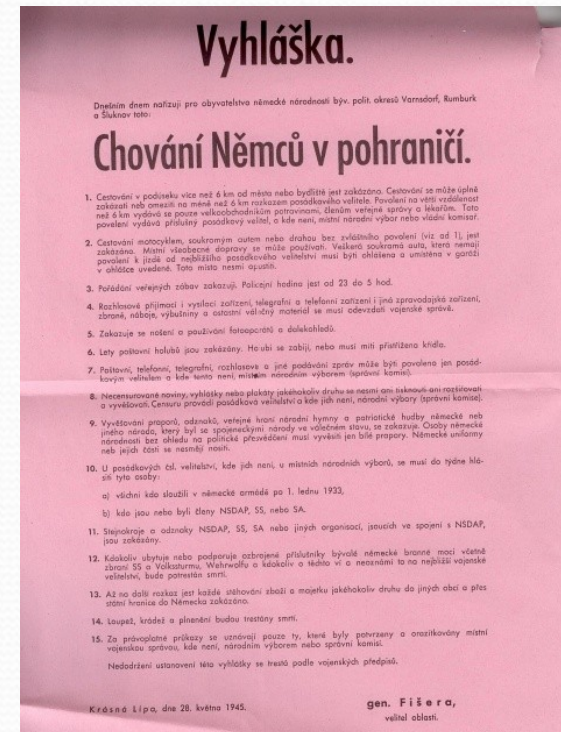 Vyhláška.
Dnešním dnem nařizuji pro obyvatelstvo německé národnosti býv. polit. okresů Varnsdorf, Rumburk
a Šluknov toto:
Chování Němců v pohraničí.
1. Cestování v podúseku více než 6 km od města nebo bydliště jest zakázáno. Cestování se může úplně
zakázati neb omeziti na méně než 6 km rozkazem posádkového velitele. Povolení na větší vzdálenost
než 6 km vydává se pouze velkoobchodníkům potravinami, členům veřejné správy a lékařům. Toto
povolení vydává příslušný posádkový velitel, a kde není, místní národní výbor nebo vládní komisař.
2. Cestování motocyklem, soukromým autem nebo drahou bez zvláštního povolení (viz od 1), jest
zakázáno. Místní všeobecné dopravy se může používati. Veškerá soukromá auta, která nemají
povolení k jízdě od nejbližšího posádkového velitelství musí býti ohlášena a umístěna v garáži
v ohlášce uvedené. Toto místo nesmí opustiti.
3. Pořádání veřejných zábav zakazuji. Policejní hodina jest od 23 do 5 hod.
4. Rozhlasové přijímací i vysílací zařízení, telegrafní a telefonní zařízení i jiná zpravodajská zařízení,
zbraně, náboje, výbušniny a ostatní válečný materiál se musí odevzdati vojenské správě.
5. Zakazuje se nošení a používání fotoaparátů a dalekohledů.
6. Lety poštovní holubů jsou zakázány. Holubi se zabijí, nebo musí míti přistřižena křídla.
7. Poštovní, telefonní, telegrafní, rozhlasové a jiné podávání zpráv může býti povoleno jen posád-
kovým velitelem a kde tento není, místním národním výborem (správní komisí).
8. Necensurované noviny, vyhlášky nebo plakáty jakéhokoliv druhu se nesmí ani tisknouti ani rozšiřovati
a vyvěšovati. Censuru provádí posádková velitelství a kde jich není, národní výbory (správní komise).
9. Vyvěšování praporů, odznaků, veřejné hraní národní hymny a patriotické hudby německé neb
jiného národa, který byl se spojeneckými národy ve válečném stavu, se zakazuje. Osoby německé
národnosti bez ohledu na politické přesvědčení musí vyvěsiti jen bílé prapory. Německé uniformy
neb jejich části se nesmějí nositi.
10. U posádkových čsl. velitelství, kde jich není, u místních národních výborů, se musí do týdne hlá-
siti tyto osoby:
a) všichni kdo sloužili v německé armádě po 1. lednu 1933,
b) kdo jsou nebo byli členy NSDAP, SS, nebo SA.
11. Stejnokroje a odznaky NSDAP, SS, SA nebo jiných organisací, jsoucích ve spojení s NSDAP,
jsou zakázány.
12. Kdokoliv ubytuje nebo podporuje ozbrojené příslušníky bývalé německé branné moci včetně
zbraní SS a Volkssturmu, Wehrwolfu a kdokoliv o těchto ví a neoznámí to na nejbližší vojenské
velitelství, bude potrestán smrtí.
13. Až na další rozkaz jest každé stěhování zboží a majetku jakéhokoliv druhu do jiných obcí a přes
státní hranice do Německa zakázáno.
14. Loupež, krádež a plnění budou trestány smrtí.
15. Za právoplatné průkazy se uznávají pouze ty, které byly potvrzeny a orazítkovány místní
vojenskou správou, kde není, národním výborem nebo správní komisí.
Nedodržení ustanovení této vyhlášky se trestá podle vojenských předpisů.
Krásná Lípa, dne 28. května 1945.
gen. Fišera,
velitel oblasti.